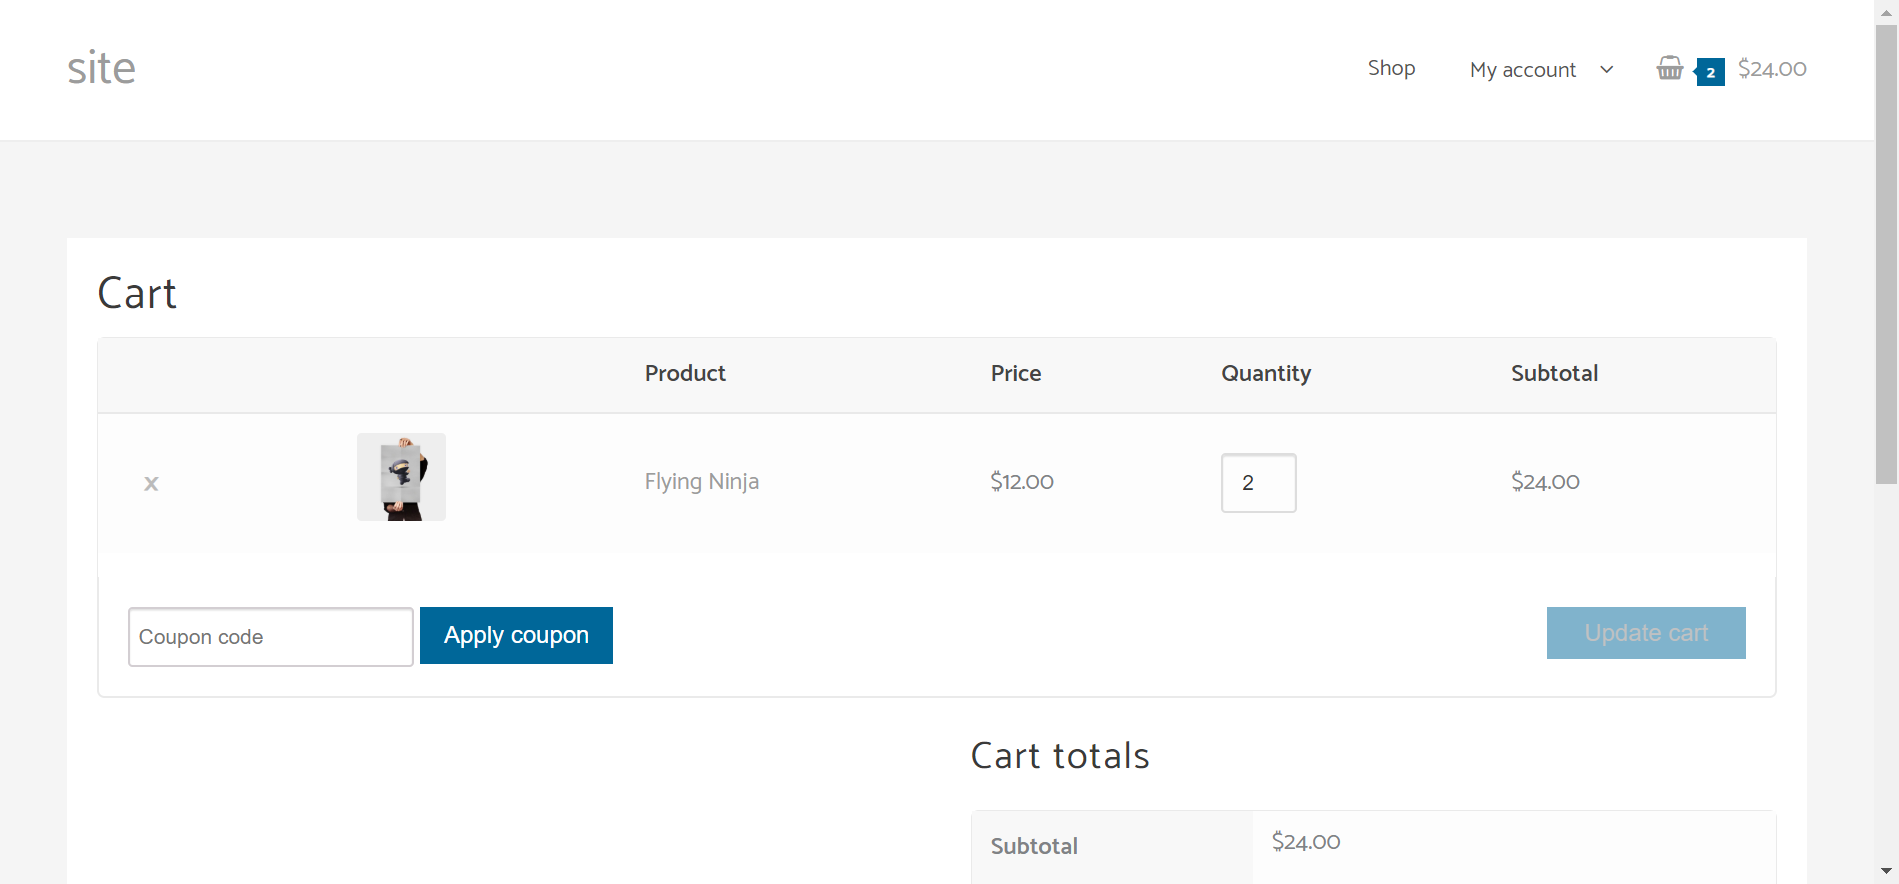 site
Shop
My account
2
$24.00
Cart
Product
Price
Quantity
Subtotal
x
Flying Ninja
$12.00
2
$24.00
Coupon code
Apply coupon
Update cart
Cart totals
Subtotal
$24.00